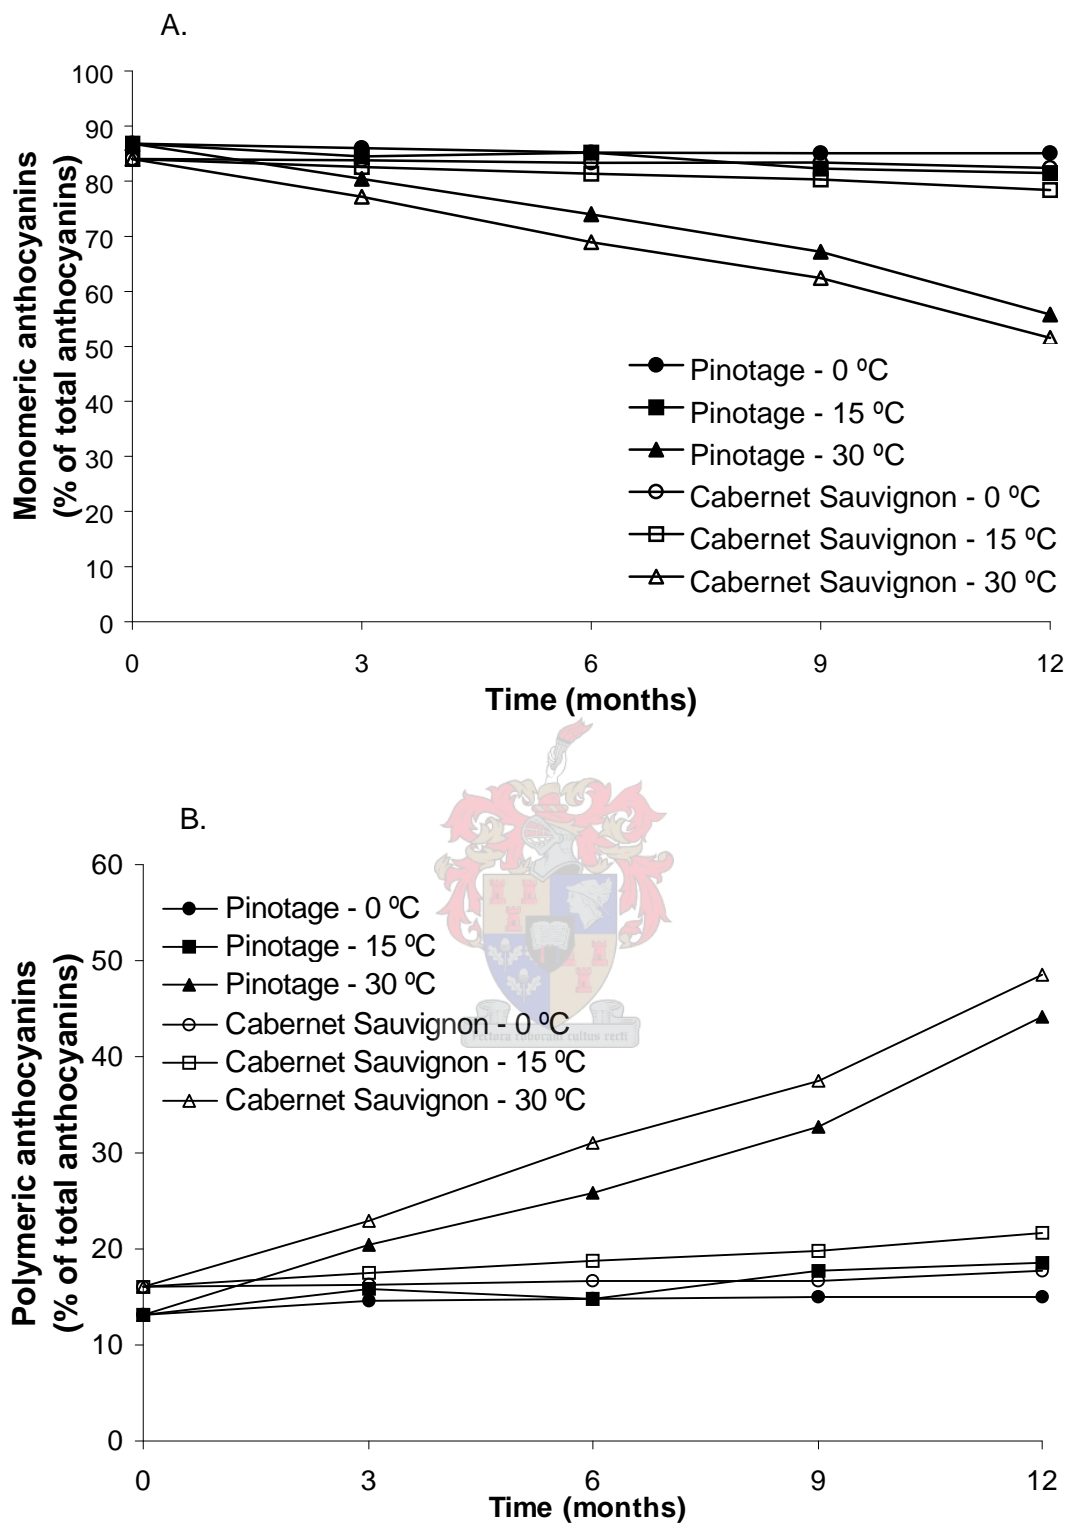 A.
Monomeric anthocyanins
(% of total anthocyanins)
100
90
80
70
60
50
40
30
20
10
0
Pinotage - 0 ºC
Pinotage - 15 ºC
Pinotage - 30 ºC
Cabernet Sauvignon - 0 ºC
Cabernet Sauvignon - 15 ºC
Cabernet Sauvignon - 30 ºC
0 3 6 9 12
Time (months)
B.
Polymeric anthocyanins
(% of total anthocyanins)
60
50
40
30
20
10
0
Pinotage - 0 ºC
Pinotage - 15 ºC
Pinotage - 30 ºC
Cabernet Sauvignon - 0 ºC
Cabernet Sauvignon - 15 ºC
Cabernet Sauvignon - 30 ºC
Pectora roborant cultus recti
0 3 6 9 12
Time (months)